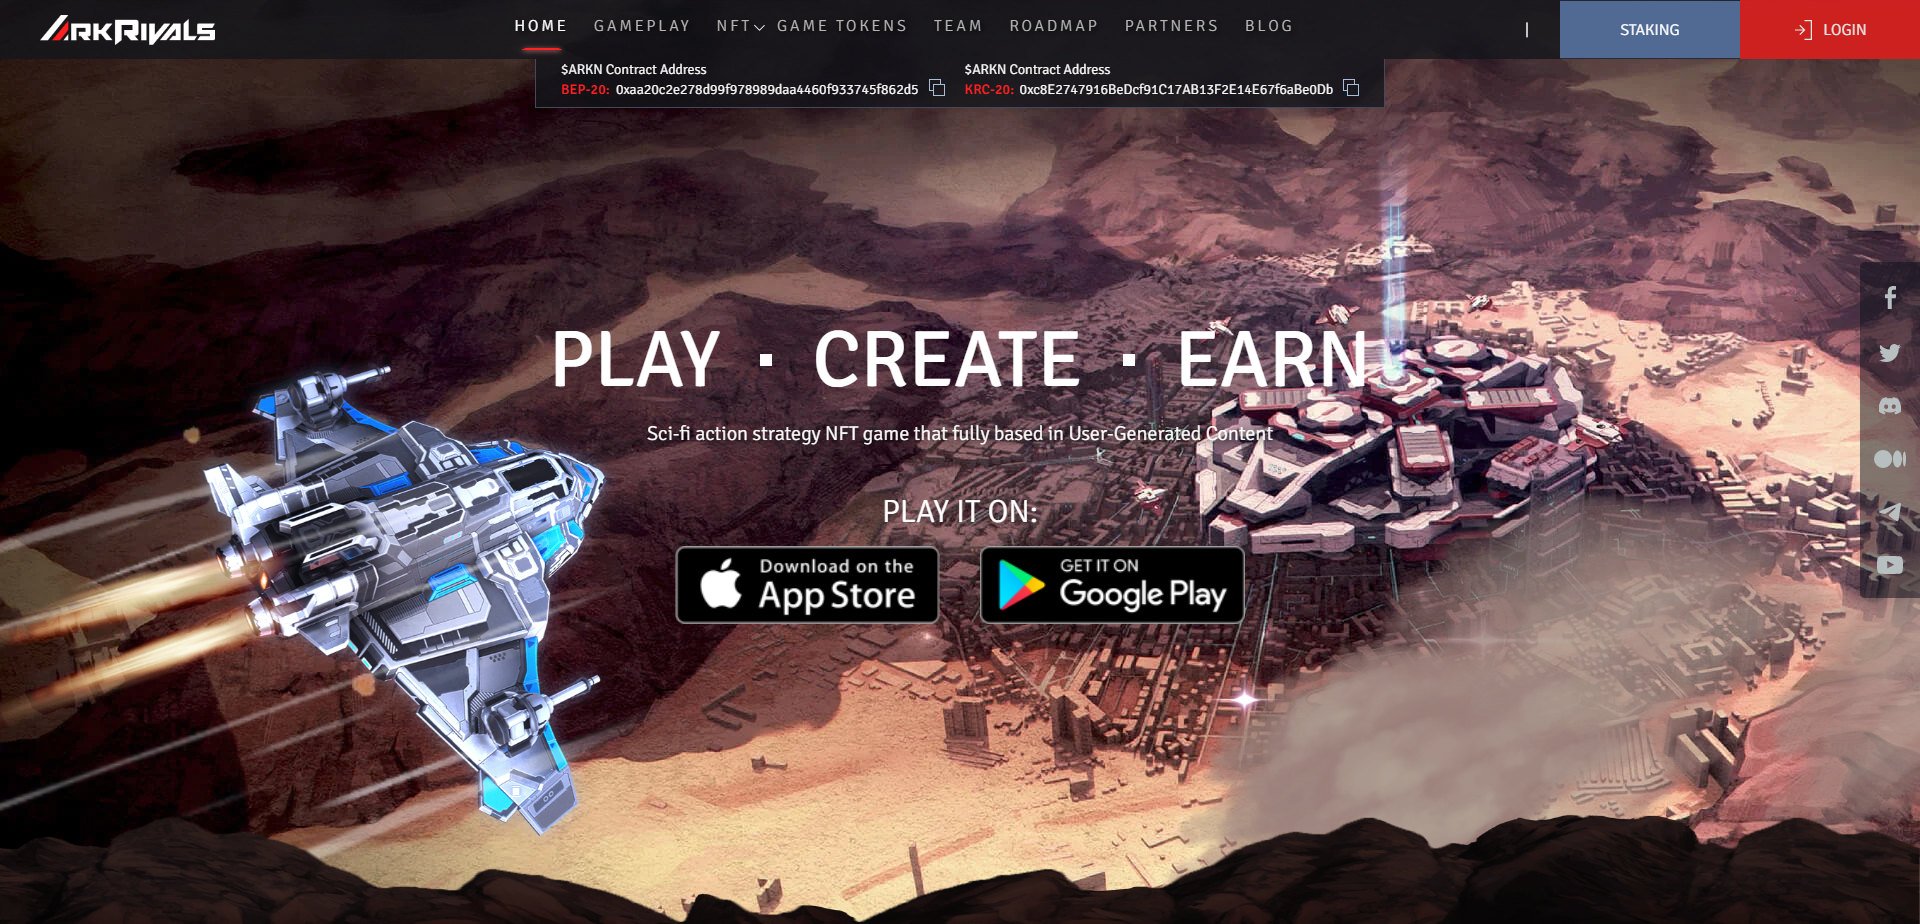 ARKRIVALS
HOME GAMEPLAY NFT GAME TOKENS TEAM ROADMAP PARTNERS BLOG
STAKING
LOGIN
$ARKN Contract Address
BEP-20: 0xaa20c2e278d99f978989daa4460f933745f862d5
$ARKN Contract Address
KRC-20: 0xc8E2747916BeDcf91C17AB13F2E14E67f6aBe0Db
PLAY · CREATE · EARN
Sci-fi action strategy NFT game that fully based in User-Generated Content
PLAY IT ON:
Download on the
App Store
GET IT ON
Google Play